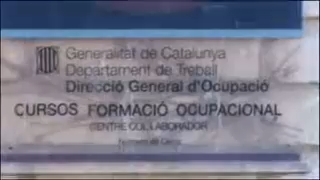 Generalitat de Catalunya
Departament de Treball
Direcció General d'Ocupació
CURSOS FORMACIÓ OCUPACIONAL
CENTRE COL·LABORADOR